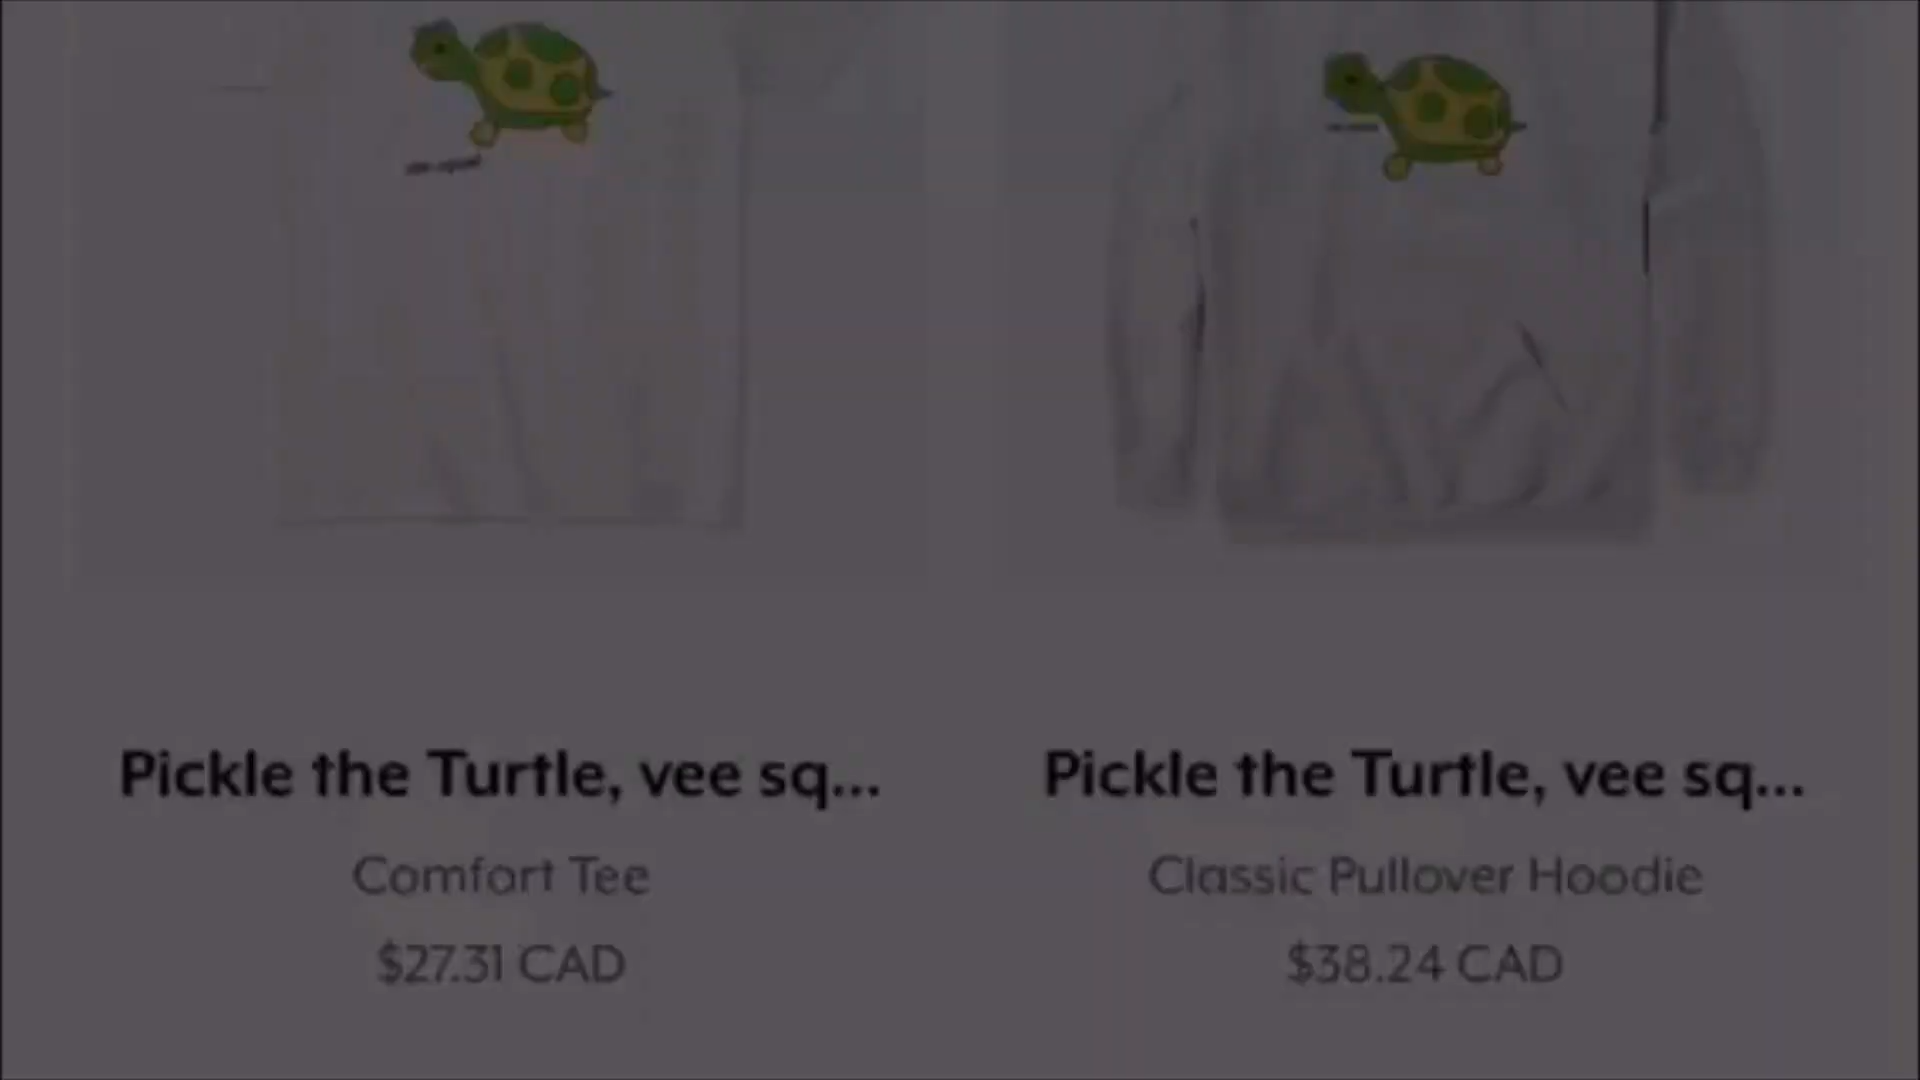 Pickle the Turtle, vee sq...
Comfort Tee
$27.31 CAD
Pickle the Turtle, vee sq...
Classic Pullover Hoodie
$38.24 CAD